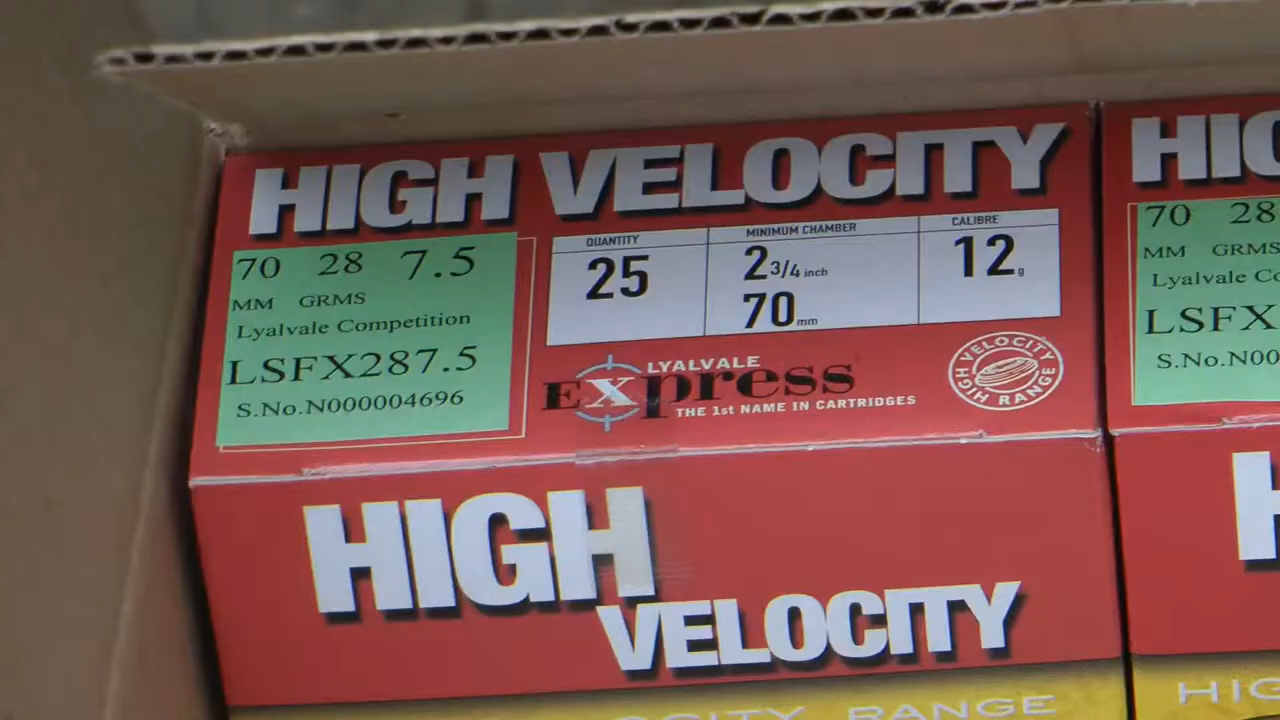 HIGH VELOCITY
70 28 7.5
MM GRMS
Lyalvale Competition
LSFX287.5
S.No.N000004696
QUANTITY
25
MINIMUM CHAMBER
2 3/4 inch
70 mm
CALIBRE
12 g
LYALVALE
EXpress
THE 1st NAME IN CARTRIDGES
HIGH VELOCITY
HIGH RANGE
HIGH
VELOCITY
RANGE
70 28
MM GRMS
Lyalvale
LSFX
S.No.